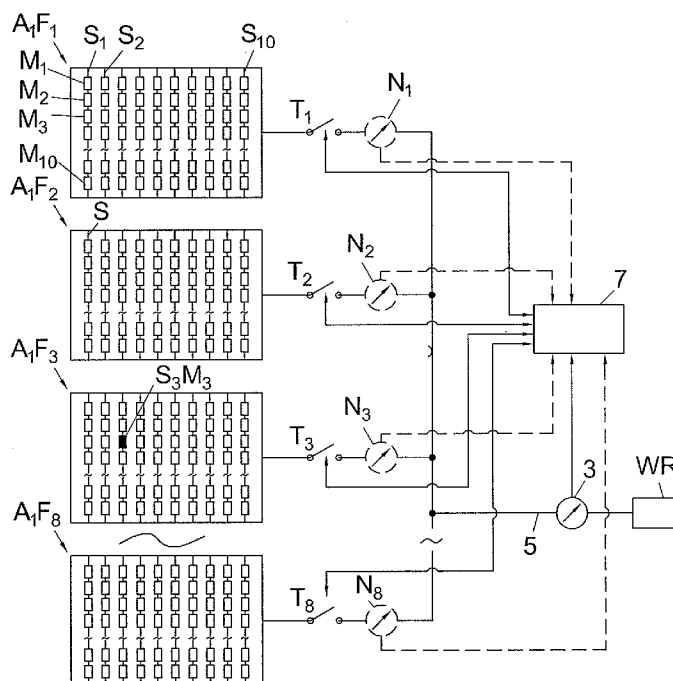 A₁F₁
S₁ S₂ S₁₀
M₁
M₂
M₃
M₁₀
T₁
N₁
A₁F₂
S
T₂
N₂
7
A₁F₃
S₃M₃
T₃
N₃
3
WR
5
A₁F₈
T₈
N₈